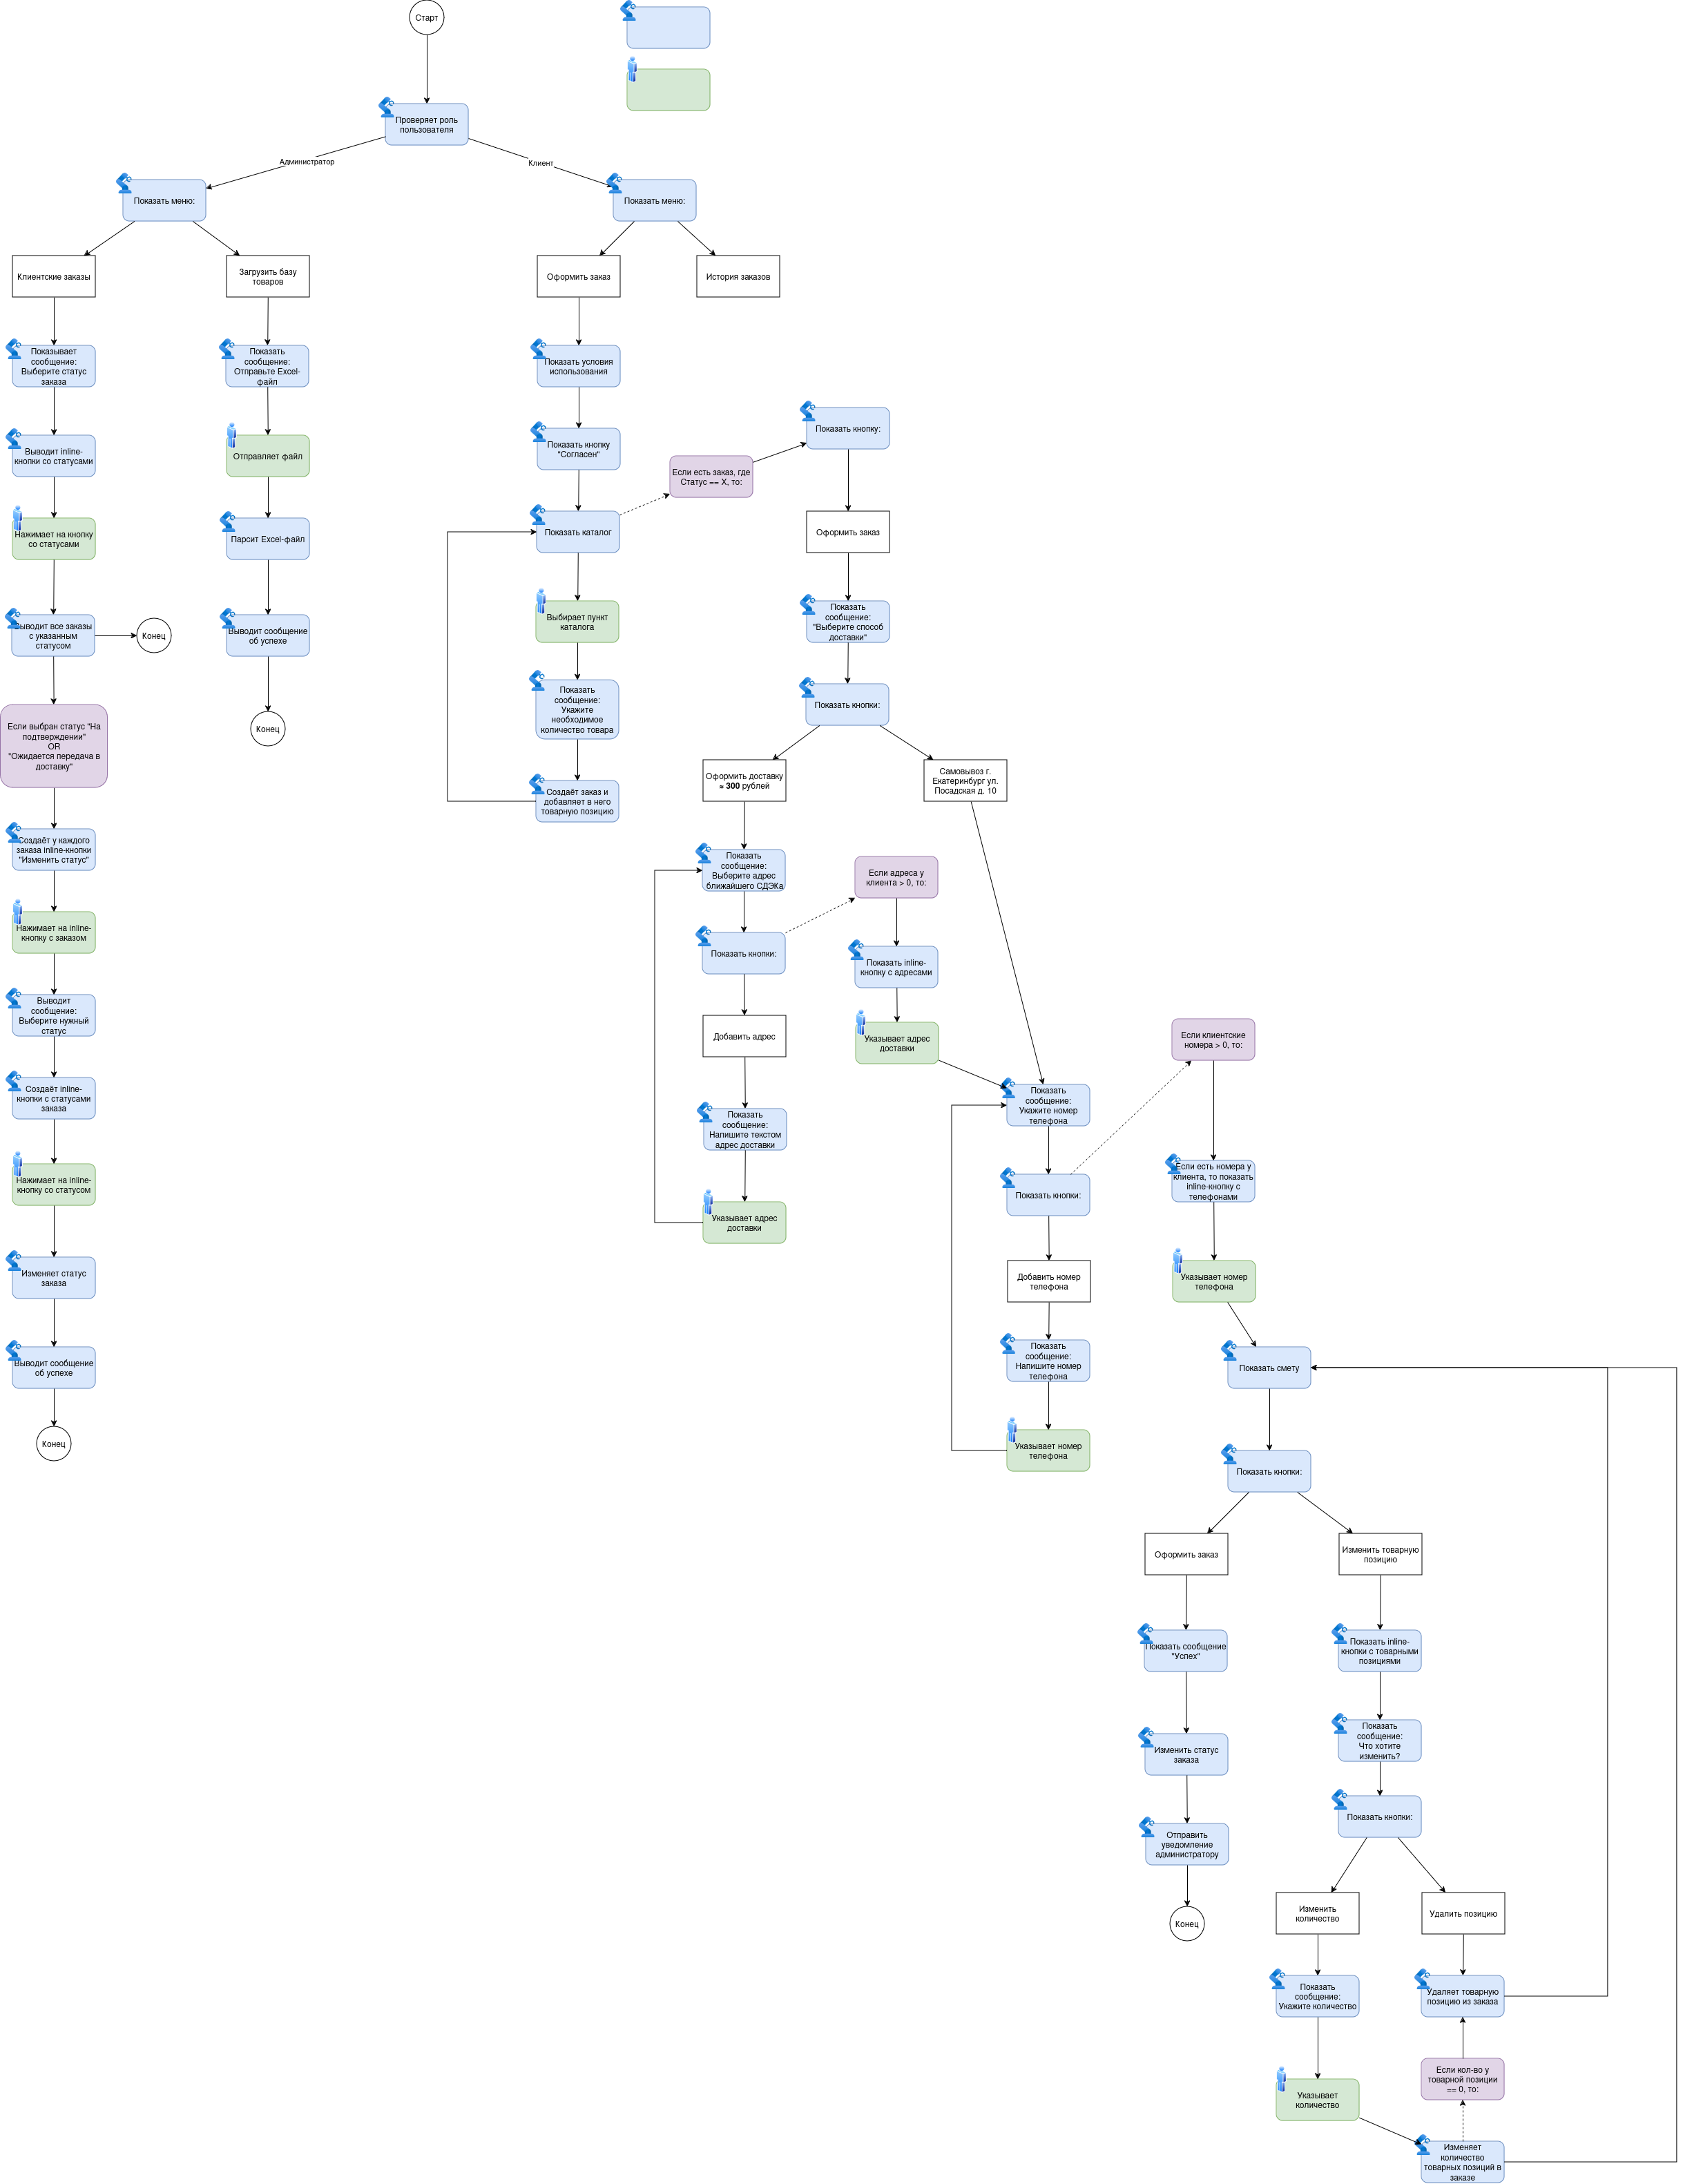 Старт
Проверяет роль
пользователя
Администратор
Клиент
Показать меню:
Показать меню:
Клиентские заказы
Загрузить базу
товаров
Оформить заказ
История заказов
Показывает
сообщение:
Выберите статус
заказа
Показать
сообщение:
Отправьте Excel-
файл
Показать условия
использования
Показать кнопку:
Выводит inline-
кнопки со статусами
Отправляет файл
Показать кнопку
"Согласен"
Если есть заказ, где
Статус == X, то:
Нажимает на кнопку
со статусами
Парсит Excel-файл
Показать каталог
Оформить заказ
Выводит все заказы
с указанным
статусом
Конец
Выводит сообщение
об успехе
Выбирает пункт
каталога
Показать
сообщение:
"Выберите способ
доставки"
Если выбран статус "На
подтверждении"
OR
"Ожидается передача в
доставку"
Конец
Показать
сообщение:
Укажите
необходимое
количество товара
Показать кнопки:
Создаёт заказ и
добавляет в него
товарную позицию
Оформить доставку
= 300 рублей
Самовывоз г.
Екатеринбург ул.
Посадская д. 10
Создаёт у каждого
заказа inline-кнопки
"Изменить статус"
Показать
сообщение:
Выберите адрес
ближайшего СДЭКа
Если адреса у
клиента > 0, то:
Нажимает на inline-
кнопку с заказом
Показать кнопки:
Показать inline-
кнопку с адресами
Выводит
сообщение:
Выберите нужный
статус
Добавить адрес
Указывает адрес
доставки
Если клиентские
номера > 0, то:
Создаёт inline-
кнопки с статусами
заказа
Показать
сообщение:
Напишите текстом
адрес доставки
Показать
сообщение:
Укажите номер
телефона
Нажимает на inline-
кнопку со статусом
Указывает адрес
доставки
Показать кнопки:
Если есть номера у
клиента, то показать
inline-кнопку с
телефонами
Изменяет статус
заказа
Добавить номер
телефона
Указывает номер
телефона
Выводит сообщение
об успехе
Показать
сообщение:
Напишите номер
телефона
Показать смету
Конец
Указывает номер
телефона
Показать кнопки:
Оформить заказ
Изменить товарную
позицию
Показать сообщение
"Успех"
Показать inline-
кнопки с товарными
позициями
Изменить статус
заказа
Показать
сообщение:
Что хотите
изменить?
Отправить
уведомление
администратору
Показать кнопки:
Конец
Изменить
количество
Удалить позицию
Показать
сообщение:
Укажите количество
Удаляет товарную
позицию из заказа
Указывает
количество
Если кол-во у
товарной позиции
== 0, то:
Изменяет
количество
товарных позиций в
заказе